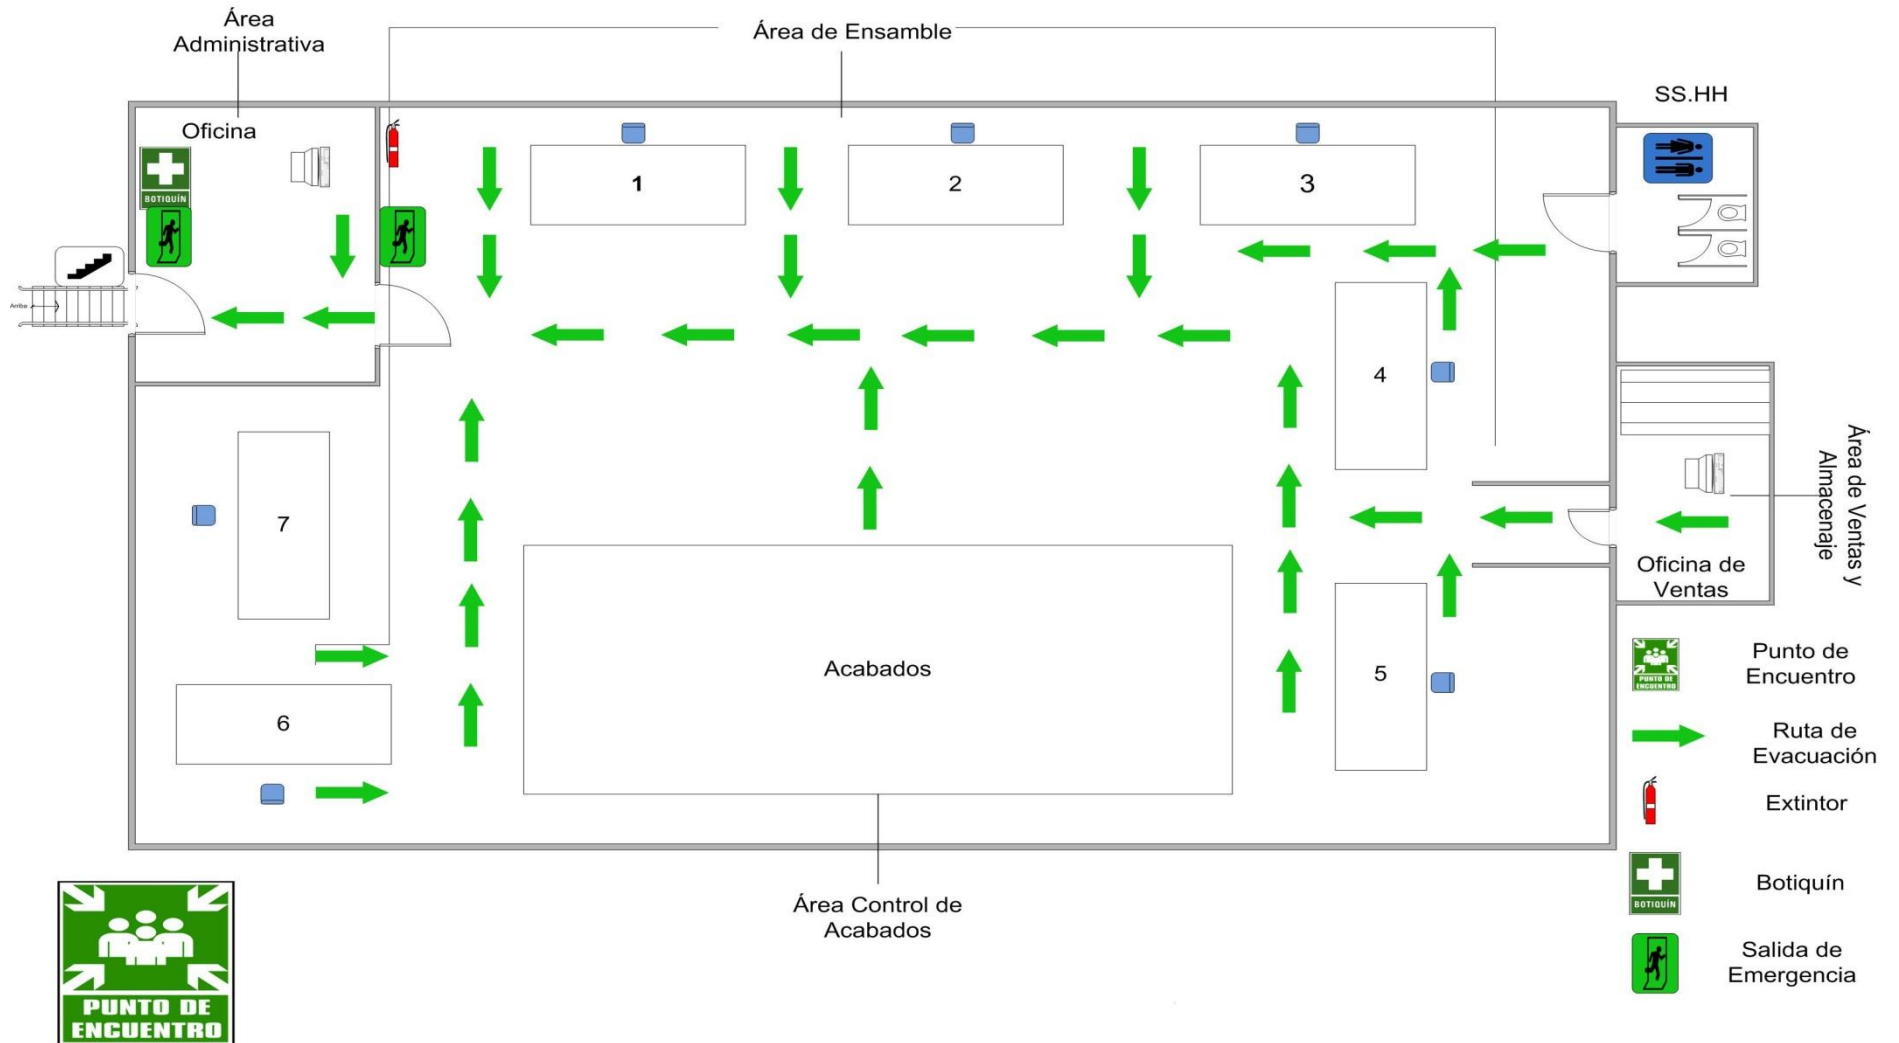 Área
Administrativa
Área de Ensamble
SS.HH
Oficina
BOTIQUÍN
1
2
3
Arriba
4
7
Área de Ventas y
Almacenaje
Oficina de
Ventas
Acabados
5
6
Punto de
Encuentro
PUNTO DE
ENCUENTRO
Ruta de
Evacuación
Extintor
Botiquín
BOTIQUÍN
Salida de
Emergencia
Área Control de
Acabados
PUNTO DE
ENCUENTRO